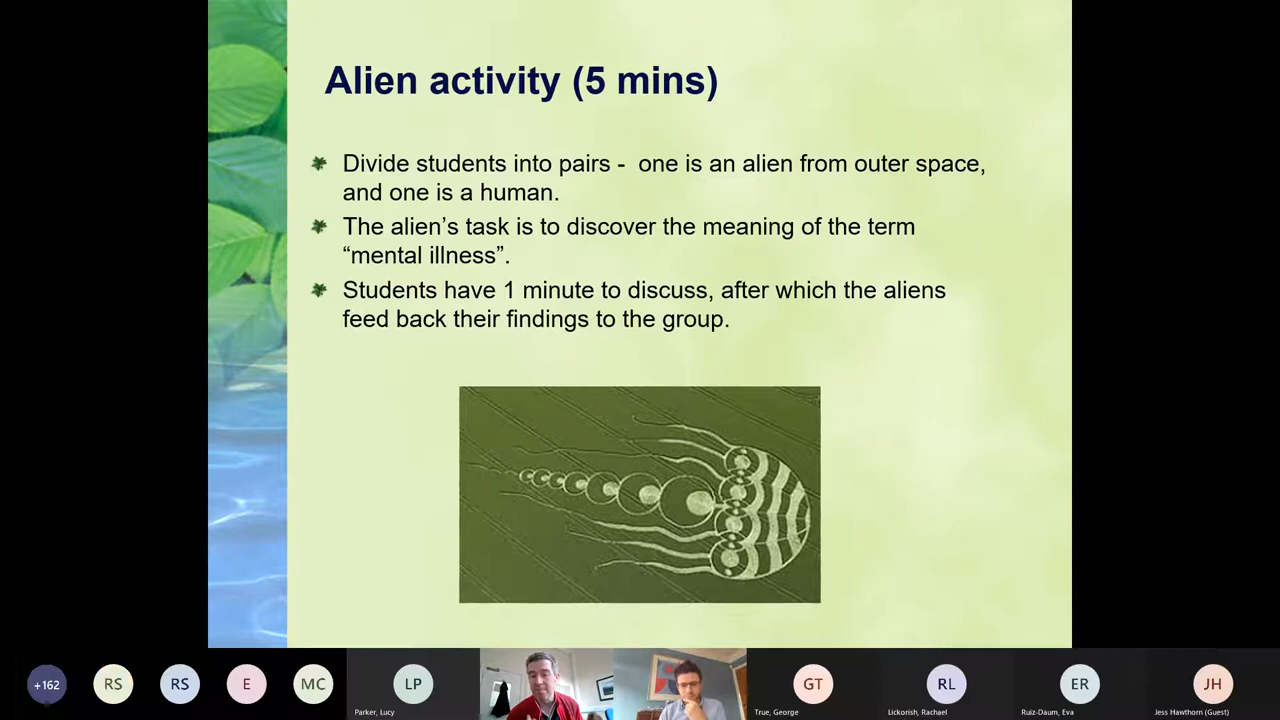 Alien activity (5 mins)
Divide students into pairs - one is an alien from outer space,
and one is a human.
The alien’s task is to discover the meaning of the term
“mental illness”.
Students have 1 minute to discuss, after which the aliens
feed back their findings to the group.
+162
RS
RS
E
MC
LP
GT
RL
ER
JH
Parker, Lucy
True, George
Lickorish, Rachael
Ruiz-Daum, Eva
Jess Hawthorn (Guest)